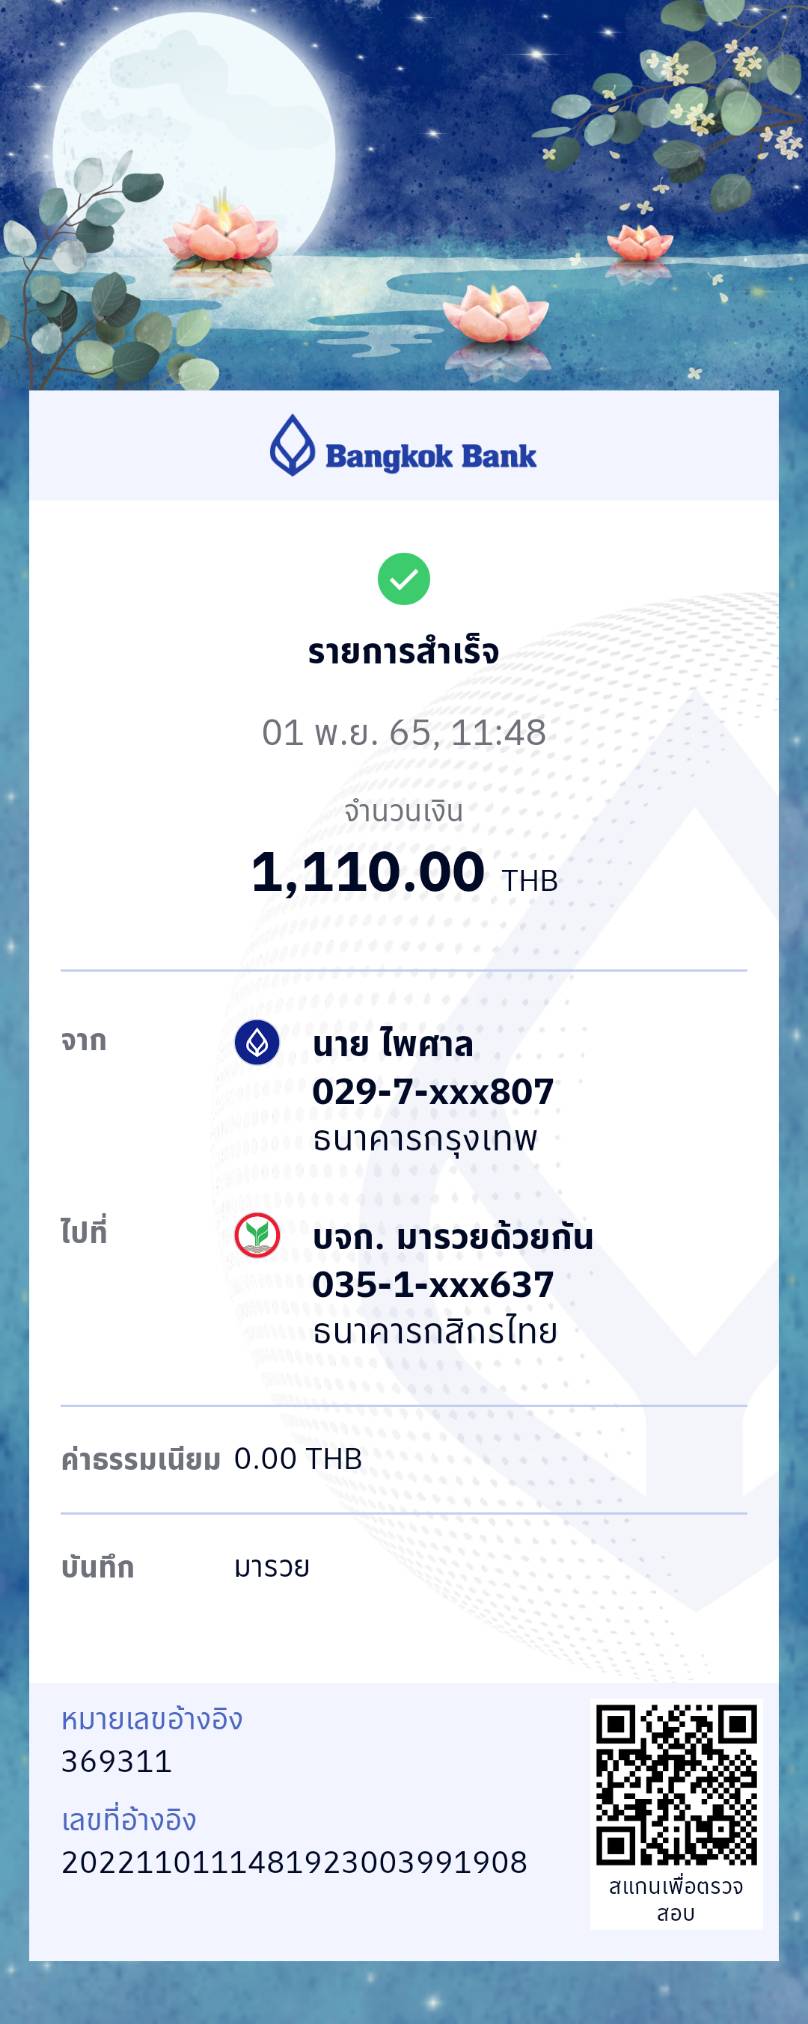 Bangkok Bank
รายการสำเร็จ
01 พ.ย. 65, 11:48
จำนวนเงิน
1,110.00 THB
จาก
นาย ไพศาล
029-7-xxx807
ธนาคารกรุงเทพ
ไปที่
บจก. มารวยด้วยกัน
035-1-xxx637
ธนาคารกสิกรไทย
ค่าธรรมเนียม 0.00 THB
บันทึก มารวย
หมายเลขอ้างอิง
369311
เลขที่อ้างอิง
2022110111481923003991908
สแกนเพื่อตรวจ
สอบ